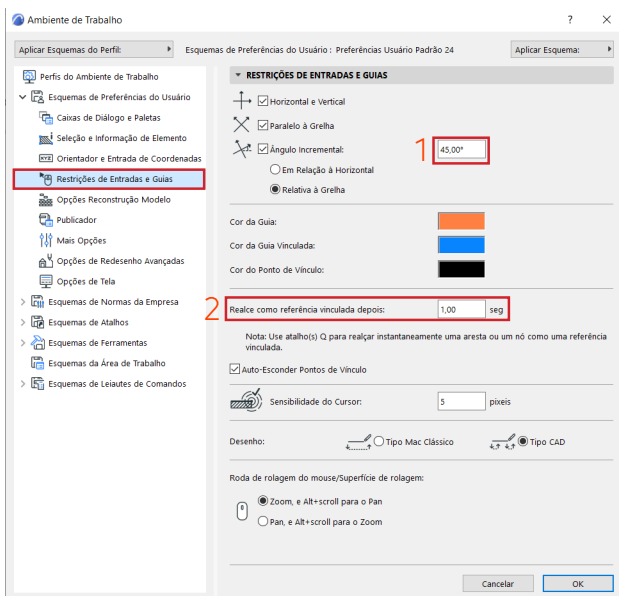 Ambiente de Trabalho
?
Aplicar Esquemas do Perfil:
Esquemas de Preferências do Usuário : Preferências Usuário Padrão 24
Aplicar Esquema:
Perfis do Ambiente de Trabalho
Esquemas de Preferências do Usuário
Caixas de Diálogo e Paletas
Seleção e Informação de Elemento
XYZ
Orientador e Entrada de Coordenadas
Restrições de Entradas e Guias
Opções Reconstrução Modelo
Publicador
Mais Opções
Opções de Redesenho Avançadas
Opções de Tela
Esquemas de Normas da Empresa
Esquemas de Atalhos
Esquemas de Ferramentas
Esquemas da Área de Trabalho
Esquemas de Leiautes de Comandos
RESTRIÇÕES DE ENTRADAS E GUIAS
Horizontal e Vertical
Paralelo à Grelha
Ângulo Incremental:
1
45,00°
Em Relação à Horizontal
Relativa à Grelha
Cor da Guia:
Cor da Guia Vinculada:
Cor do Ponto de Vínculo:
2
Realce como referência vinculada depois:
1,00
seg
Nota: Use atalho(s) Q para realçar instantaneamente uma aresta ou um nó como uma referência
vinculada.
Auto-Esconder Pontos de Vínculo
Sensibilidade do Cursor:
5
pixeis
Desenho:
Tipo Mac Clássico
Tipo CAD
Roda de rolagem do mouse/Superfície de rolagem:
Zoom, e Alt+scroll para o Pan
Pan, e Alt+scroll para o Zoom
Cancelar
OK